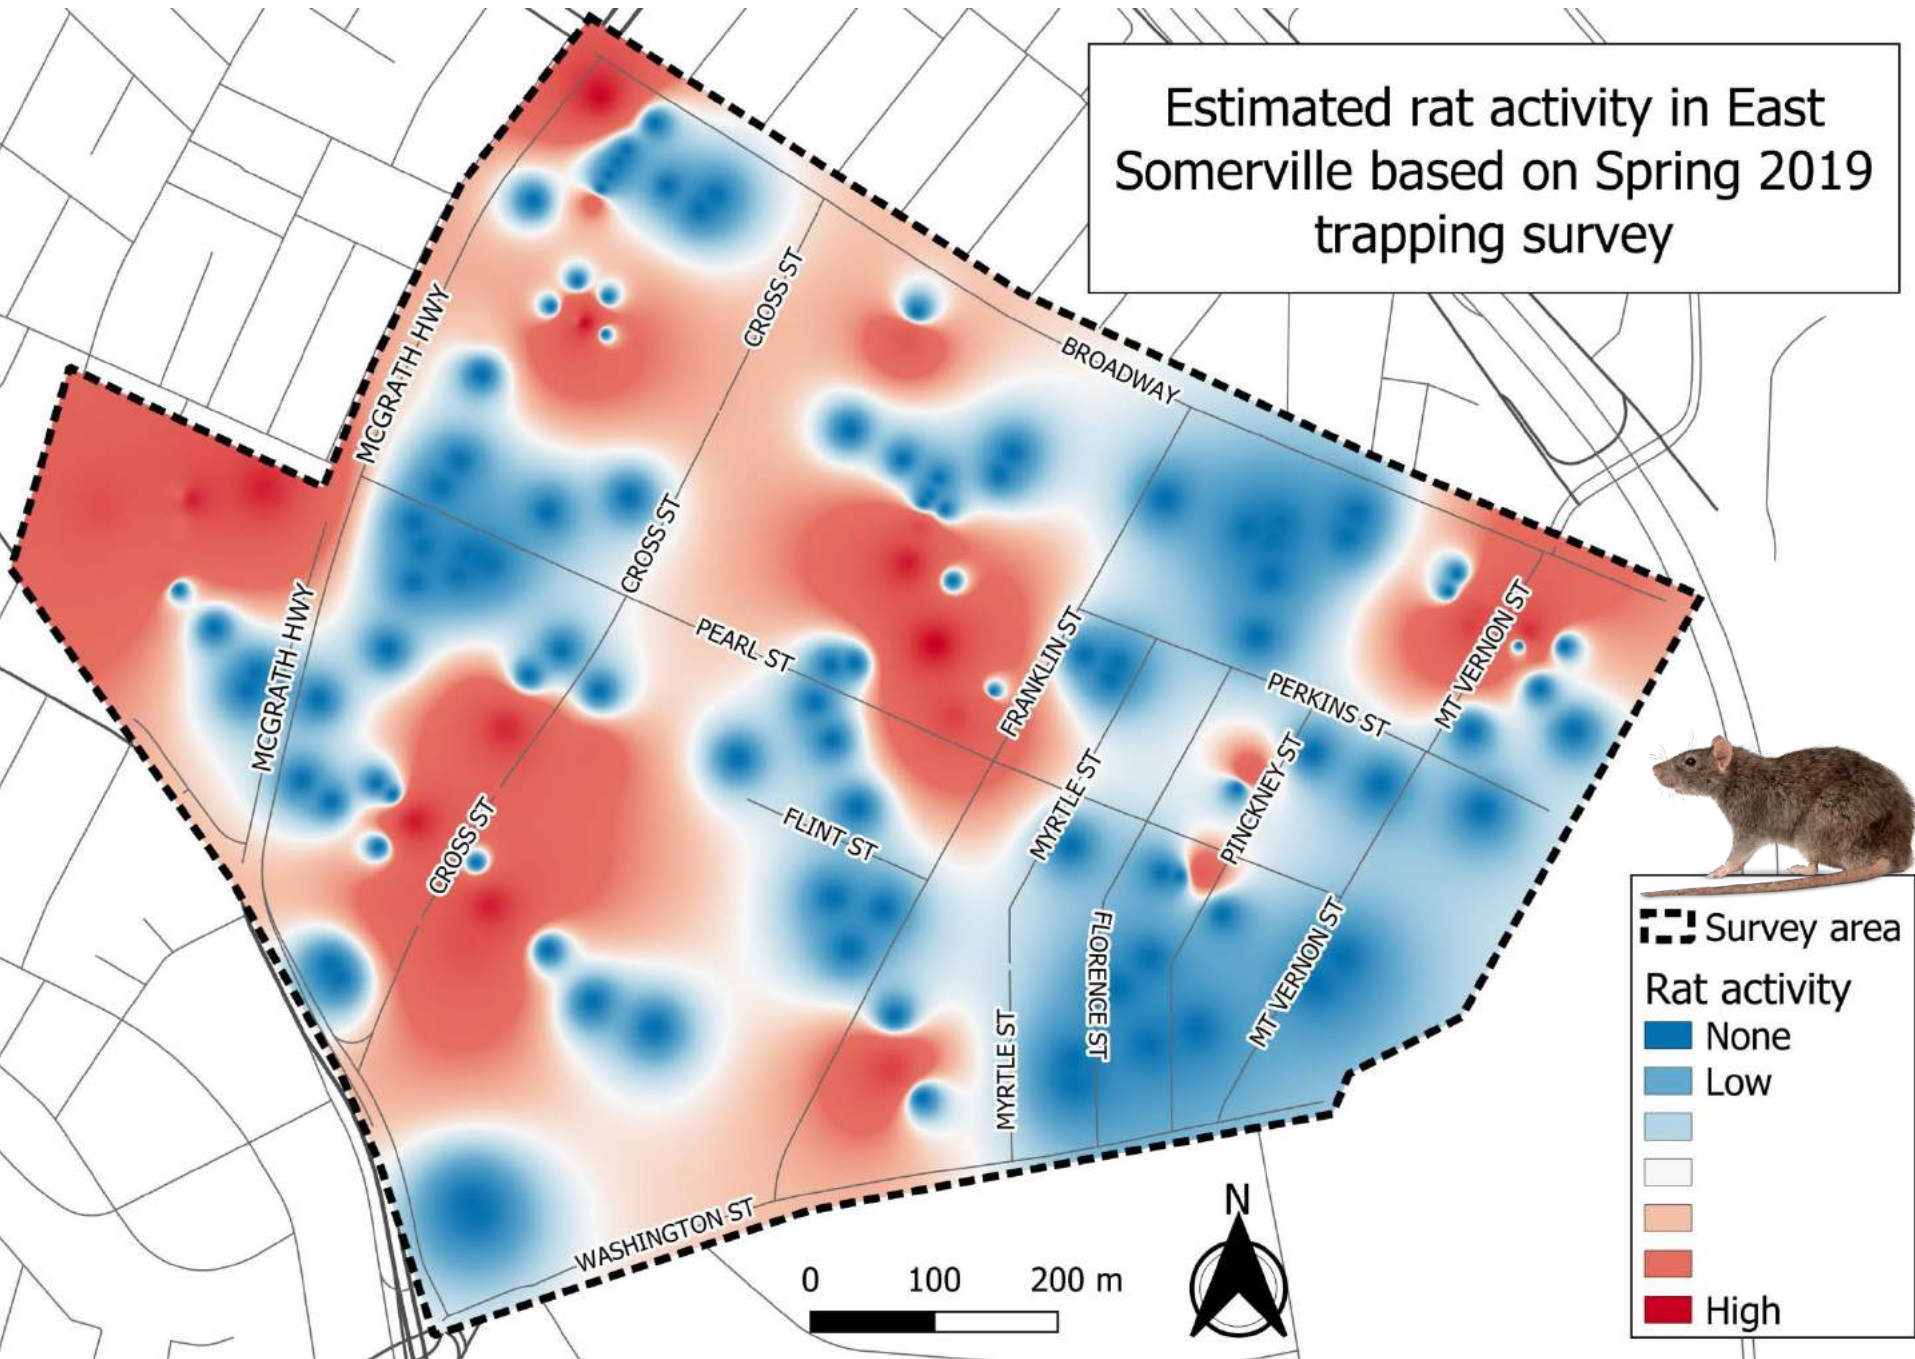 Estimated rat activity in East
Somerville based on Spring 2019
trapping survey
MCGRATH HWY
CROSS ST
BROADWAY
CROSS ST
MCGRATH HWY
PEARL ST
FRANKLIN ST
PERKINS ST
MT VERNON ST
MYRTLE ST
PINCKNEY ST
FLINT ST
CROSS ST
FLORENCE ST
MT VERNON ST
MYRTLE ST
WASHINGTON ST
N
0 100 200 m
Survey area
Rat activity
None
Low
High